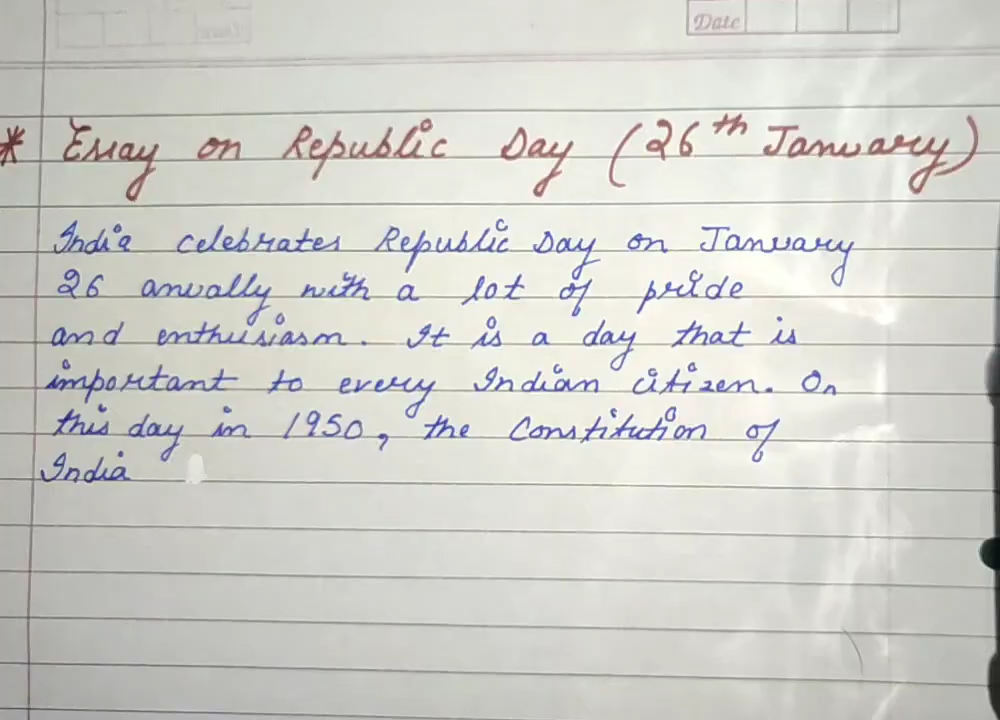 Date
* Essay on Republic Day (26th January)
India celebrates Republic Day on January
26 anually with a lot of pride
and enthusiasm. It is a day that is
important to every Indian citizen. On
this day in 1950, the Constitution of
India